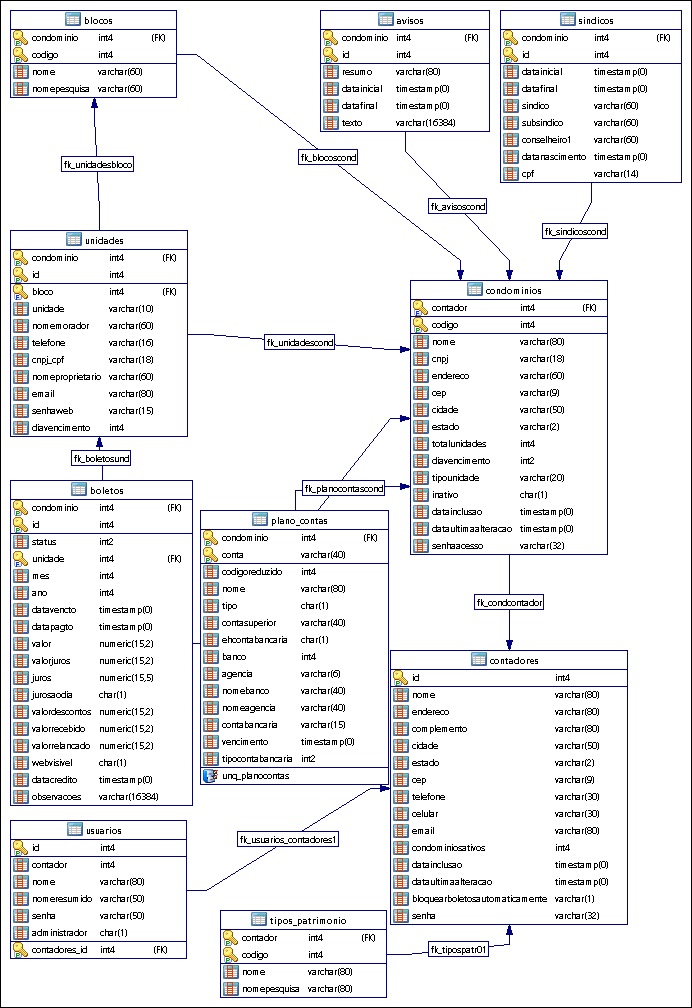 blocos
condominio int4 (FK)
codigo int4
nome varchar(60)
nomepesquisa varchar(60)
avisos
condominio int4 (FK)
id int4
resumo varchar(80)
datainicial timestamp(0)
datafinal timestamp(0)
texto varchar(16384)
sindicos
condominio int4 (FK)
id int4
datainicial timestamp(0)
datafinal timestamp(0)
sindico varchar(60)
subsindico varchar(60)
conselheiro1 varchar(60)
datanascimento timestamp(0)
cpf varchar(14)
fk_unidadesbloco
fk_blocoscond
fk_avisoscond
fk_sindicoscond
unidades
condominio int4 (FK)
id int4
bloco int4 (FK)
unidade varchar(10)
nomemorador varchar(60)
telefone varchar(16)
cnpj_cpf varchar(18)
nomeproprietario varchar(60)
email varchar(80)
senhaweb varchar(15)
diavencimento int4
fk_unidadescond
condominios
contador int4 (FK)
codigo int4
nome varchar(80)
cnpj varchar(18)
endereco varchar(60)
cep varchar(9)
cidade varchar(50)
estado varchar(2)
totalunidades int4
diavencimento int2
tipounidade varchar(20)
inativo char(1)
datainclusao timestamp(0)
dataultimaalteracao timestamp(0)
senhaacesso varchar(32)
fk_boletosund
fk_planocontascond
boletos
condominio int4 (FK)
id int4
status int2
unidade int4 (FK)
mes int4
ano int4
datavencto timestamp(0)
datapagto timestamp(0)
valor numeric(15,2)
valorjuros numeric(15,2)
juros numeric(15,5)
jurosaodia char(1)
valordescontos numeric(15,2)
valorrecebido numeric(15,2)
valorrelancado numeric(15,2)
webvisivel char(1)
datacredito timestamp(0)
observacoes varchar(16384)
plano_contas
condominio int4 (FK)
conta varchar(40)
codigoreduzido int4
nome varchar(80)
tipo char(1)
contasuperior varchar(40)
ehcontabancaria char(1)
banco int4
agencia varchar(6)
nomebanco varchar(40)
nomeagencia varchar(40)
contabancaria varchar(15)
vencimento timestamp(0)
tipocontabancaria int2
unq_planocontas
fk_condcontador
contadores
id int4
nome varchar(80)
endereco varchar(80)
complemento varchar(80)
cidade varchar(50)
estado varchar(2)
cep varchar(9)
telefone varchar(30)
celular varchar(30)
email varchar(80)
condominiosativos int4
datainclusao timestamp(0)
dataultimaalteracao timestamp(0)
bloquearboletosautomaticamente varchar(1)
senha varchar(32)
usuarios
id int4
contador int4
nome varchar(80)
nomeresumido varchar(50)
senha varchar(50)
administrador char(1)
contadores_id int4 (FK)
fk_usuarios_contadores1
tipos_patrimonio
contador int4 (FK)
codigo int4
nome varchar(80)
nomepesquisa varchar(80)
fk_tipospatr01